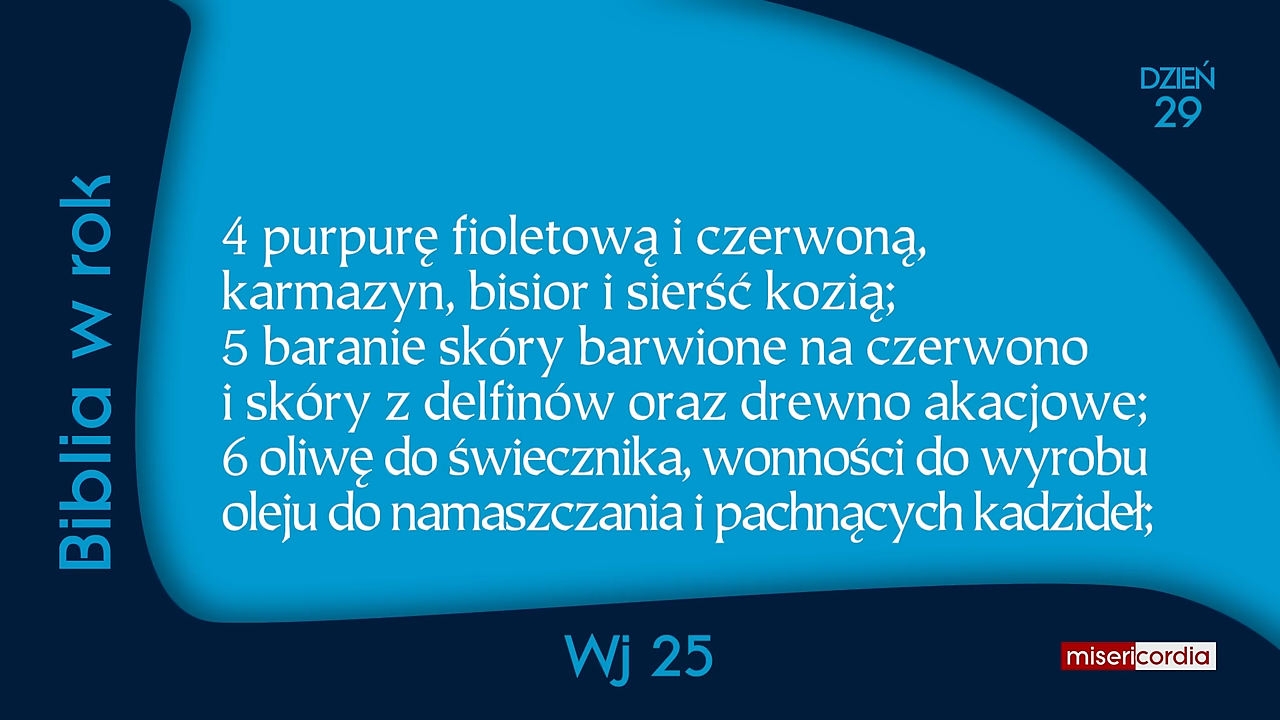 DZIEŃ
29
Biblia w rok
4 purpurę fioletową i czerwoną,
karmazyn, bisior i sierść kozią;
5 baranie skóry barwione na czerwono
i skóry z delfinów oraz drewno akacjowe;
6 oliwę do świecznika, wonności do wyrobu
oleju do namaszczania i pachnących kadzideł;
Wj 25
misericordia